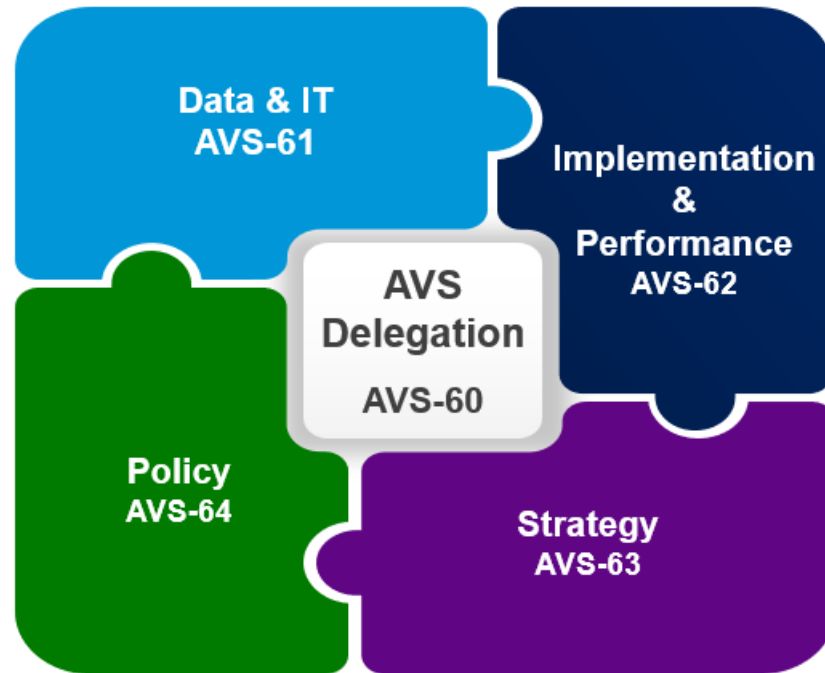 Data & IT
AVS-61
Implementation
&
Performance
AVS-62
AVS
Delegation
AVS-60
Policy
AVS-64
Strategy
AVS-63